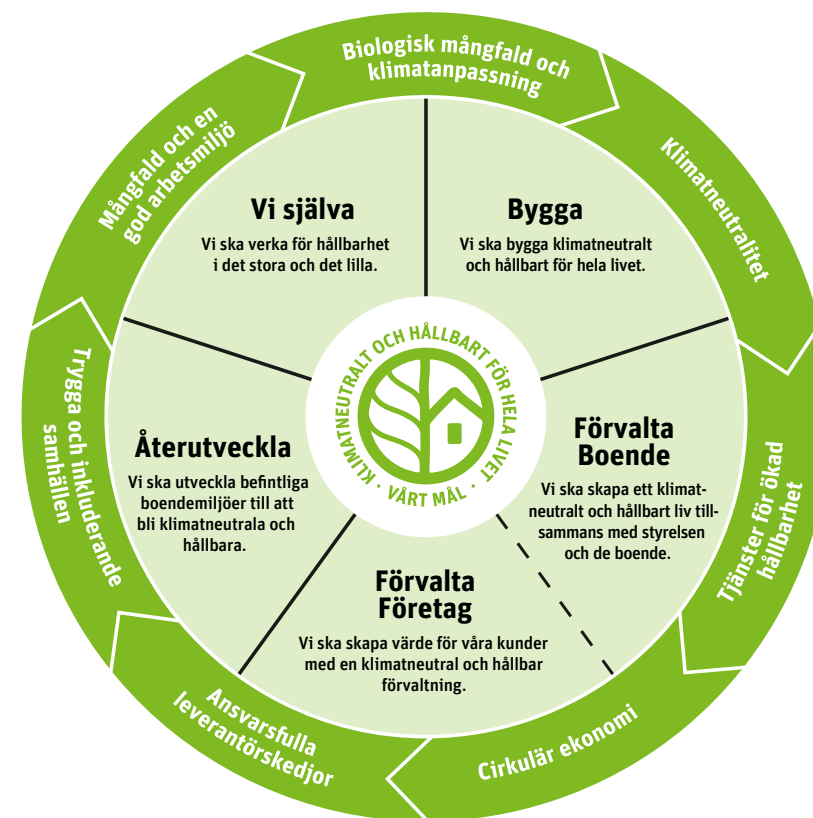 Biologisk mångfald och
klimatanpassning
Klimatneutralitet
Tjänster för ökad
hållbarhet
Cirkulär ekonomi
Ansvarsfulla
leverantörskedjor
Trygga och inkluderande
samhällen
Mångfald och en
god arbetsmiljö
Vi själva
Vi ska verka för hållbarhet
i det stora och det lilla.
Bygga
Vi ska bygga klimatneutralt
och hållbart för hela livet.
Förvalta
Boende
Vi ska skapa ett klimat-
neutralt och hållbart liv till-
sammans med styrelsen
och de boende.
Förvalta
Företag
Vi ska skapa värde för våra kunder
med en klimatneutral och hållbar
förvaltning.
Återutveckla
Vi ska utveckla befintliga
boendemiljöer till att
bli klimatneutrala och
hållbara.
KLIMATNEUTRALT OCH HÅLLBART FÖR HELA LIVET
· VÅRT MÅL ·